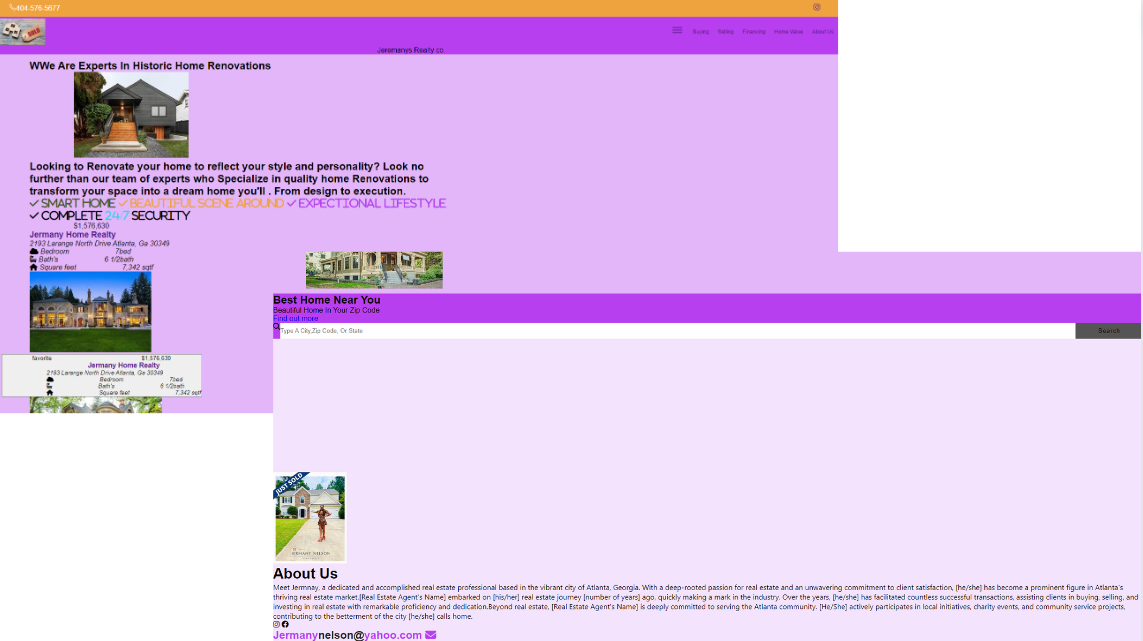 404-576-5677
SOLD
Buying Selling Financing Home Value About Us
Jeremanys Realty co.
WWe Are Experts In Historic Home Renovations
Looking to Renovate your home to reflect your style and personality? Look no
further than our team of experts who Specialize in quality home Renovations to
transform your space into a dream home you'll . From design to execution.
SMART HOME BEAUTIFUL SCENE AROUND EXPECTIONAL LIFESTYLE
COMPLETE 24/7 SECURITY
$1,576,630
Jermany Home Realty
2193 Larange North Drive Atlanta, Ga 30349
Bedroom 7bed
Bath's 6 1/2bath
Square feet 7,342 sqtf
favorite $1,576,630
Jermany Home Realty
2193 Larange North Drive Atlanta, Ga 30349
Bedroom 7bed
Bath's 6 1/2bath
Square feet 7,342 sqtf
Best Home Near You
Beautiful Home In Your Zip Code
Find out more
Type A City,Zip Code, Or State Search
JUST SOLD
JERMANY NELSON
About Us
Meet Jermnay, a dedicated and accomplished real estate professional based in the vibrant city of Atlanta, Georgia. With a deep-rooted passion for real estate and an unwavering commitment to client satisfaction, [he/she] has become a prominent figure in Atlanta's
thriving real estate market.[Real Estate Agent's Name] embarked on [his/her] real estate journey [number of years] ago, quickly making a mark in the industry. Over the years, [he/she] has facilitated countless successful transactions, assisting clients in buying, selling, and
investing in real estate with remarkable proficiency and dedication.Beyond real estate, [Real Estate Agent's Name] is deeply committed to serving the Atlanta community. [He/She] actively participates in local initiatives, charity events, and community service projects,
contributing to the betterment of the city [he/she] calls home.
Jermanynelson@yahoo.com